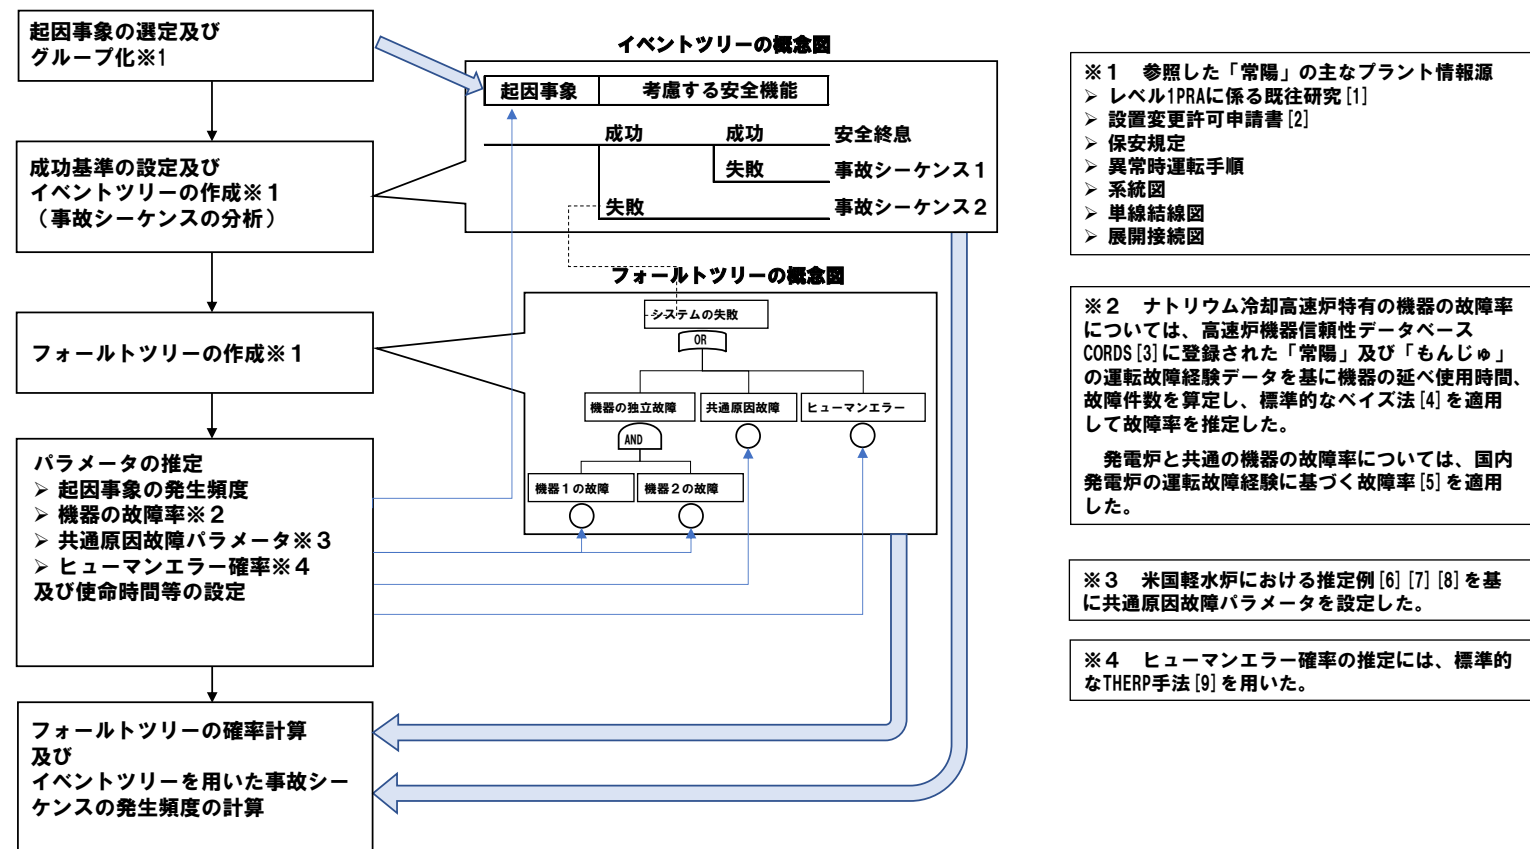 起因事象の選定及び
グループ化※1
成功基準の設定及び
イベントツリーの作成※１
（事故シーケンスの分析）
フォールトツリーの作成※１
パラメータの推定
➢ 起因事象の発生頻度
➢ 機器の故障率※２
➢ 共通原因故障パラメータ※３
➢ ヒューマンエラー確率※４
及び使命時間等の設定
フォールトツリーの確率計算
及び
イベントツリーを用いた事故シー
ケンスの発生頻度の計算
イベントツリーの概念図
起因事象 考慮する安全機能
成功 成功 安全終息
失敗 事故シーケンス１
失敗 事故シーケンス２
フォールトツリーの概念図
システムの失敗
OR
機器の独立故障 共通原因故障 ヒューマンエラー
AND
機器１の故障 機器２の故障
※１　参照した「常陽」の主なプラント情報源
➢ レベル1PRAに係る既往研究[1]
➢ 設置変更許可申請書[2]
➢ 保安規定
➢ 異常時運転手順
➢ 系統図
➢ 単線結線図
➢ 展開接続図
※２　ナトリウム冷却高速炉特有の機器の故障率
については、高速炉機器信頼性データベース
CORDS[3]に登録された「常陽」及び「もんじゅ」
の運転故障経験データを基に機器の延べ使用時間、
故障件数を算定し、標準的なベイズ法[4]を適用
して故障率を推定した。
発電炉と共通の機器の故障率については、国内
発電炉の運転故障経験に基づく故障率[5]を適用
した。
※３　米国軽水炉における推定例[6][7][8]を基
に共通原因故障パラメータを設定した。
※４　ヒューマンエラー確率の推定には、標準的
なTHERP手法[9]を用いた。